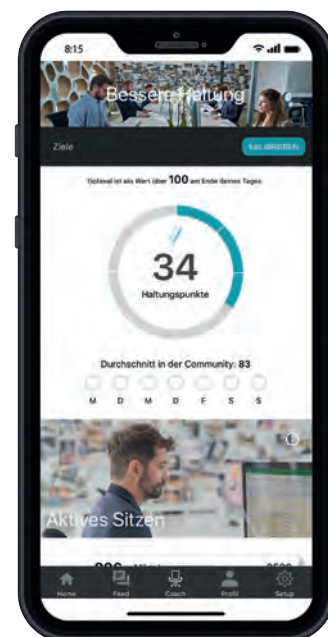 8:15
Bessere Haltung
Ziele
KALIBRIEREN
Optimal ist ein Wert über 100 am Ende deines Tages
34
Haltungspunkte
Durchschnitt in der Community: 83
M D M D F S S
Aktives Sitzen
Home Feed Coach Profil Setup